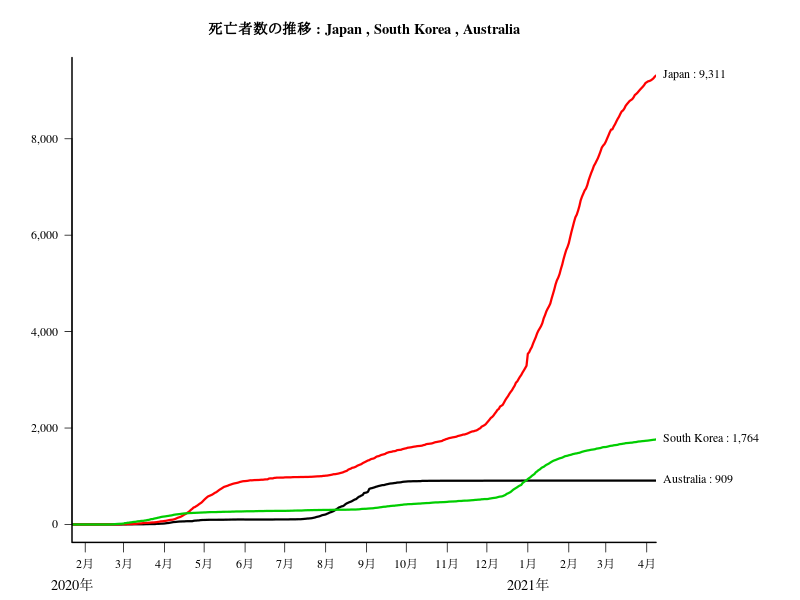 死亡者数の推移 : Japan , South Korea , Australia
Japan : 9,311
8,000
6,000
4,000
2,000
South Korea : 1,764
Australia : 909
0
2月 3月 4月 5月 6月 7月 8月 9月 10月 11月 12月 1月 2月 3月 4月
2020年 2021年